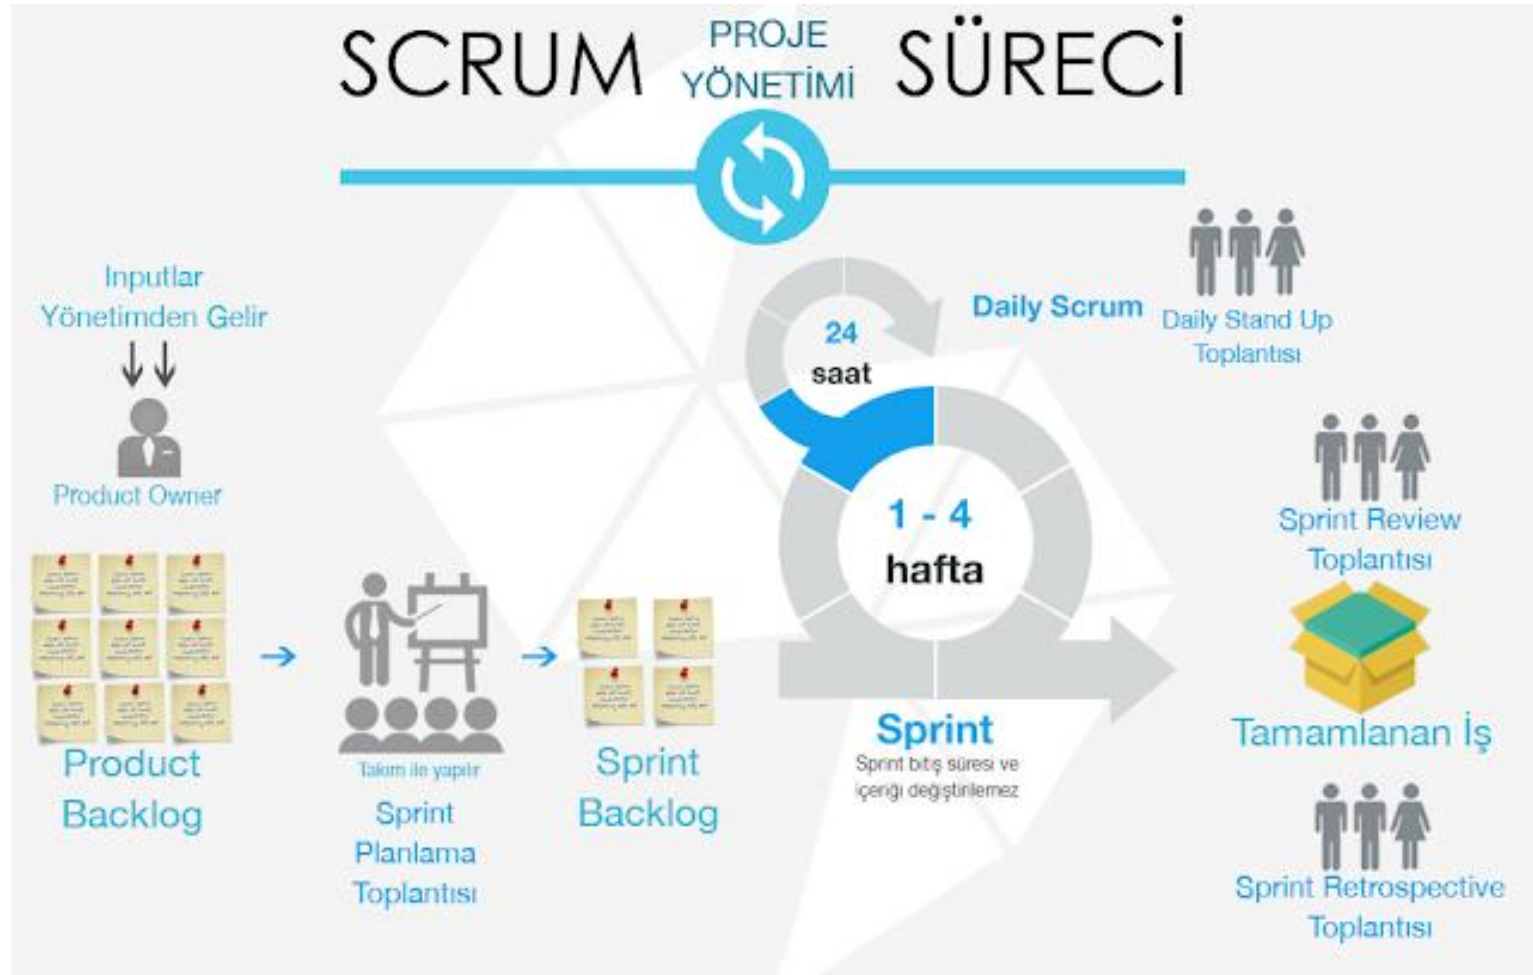 SCRUM PROJE YÖNETİMİ SÜRECİ
Inputlar
Yönetimden Gelir
Product Owner
Product
Backlog
Takım ile yapılır
Sprint
Planlama
Toplantısı
Sprint
Backlog
24
saat
Daily Scrum
Daily Stand Up
Toplantısı
1 - 4
hafta
Sprint
Sprint bitiş süresi ve
içeriği değiştirilemez
Sprint Review
Toplantısı
Tamamlanan İş
Sprint Retrospective
Toplantısı